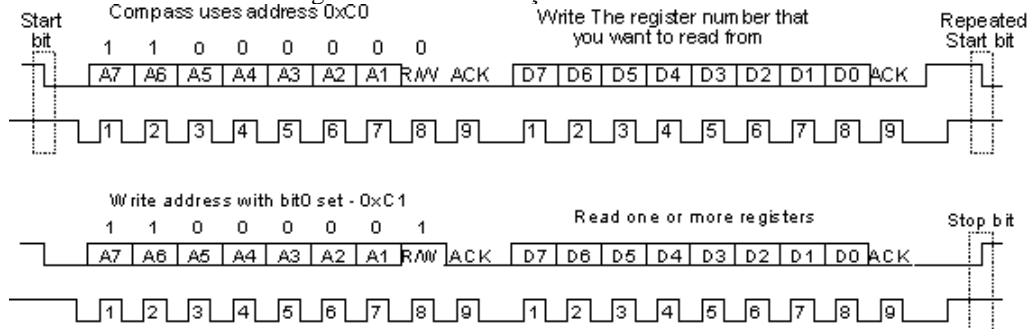 Compass uses address 0xC0
Write The register number that
you want to read from
Start
bit
Repeated
Start bit
1 1 0 0 0 0 0 0
A7 A6 A5 A4 A3 A2 A1 R/W ACK D7 D6 D5 D4 D3 D2 D1 D0 ACK
1 2 3 4 5 6 7 8 9 1 2 3 4 5 6 7 8 9
Write address with bit0 set - 0xC1
Read one or more registers
Stop bit
1 1 0 0 0 0 0 1
A7 A6 A5 A4 A3 A2 A1 R/W ACK D7 D6 D5 D4 D3 D2 D1 D0 ACK
1 2 3 4 5 6 7 8 9 1 2 3 4 5 6 7 8 9